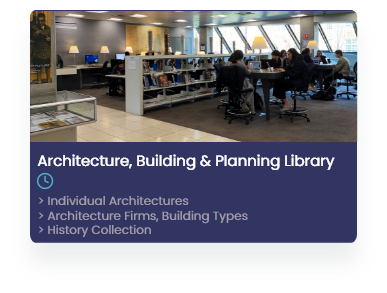 Architecture, Building & Planning Library
> Individual Architectures
> Architecture Firms, Building Types
> History Collection